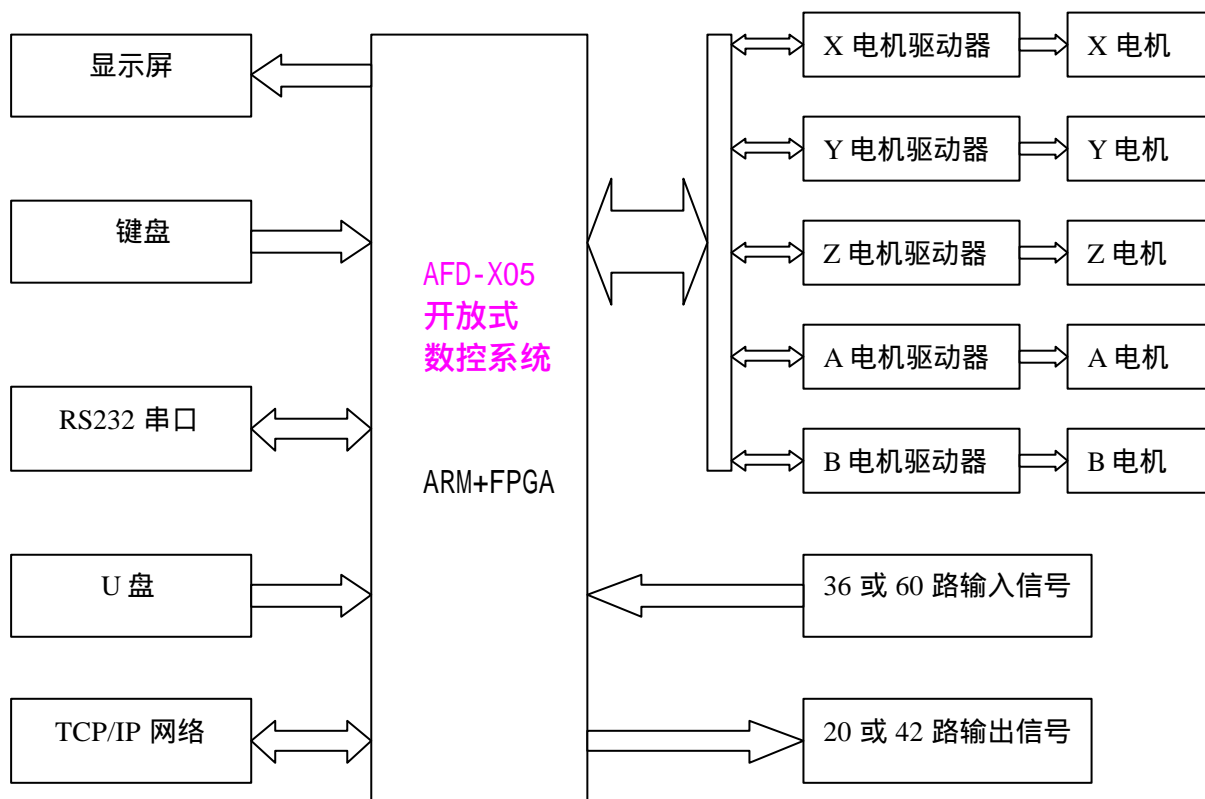 显示屏
键盘
RS232 串口
U 盘
TCP/IP 网络
AFD-X05
开放式
数控系统
ARM+FPGA
X 电机驱动器
X 电机
Y 电机驱动器
Y 电机
Z 电机驱动器
Z 电机
A 电机驱动器
A 电机
B 电机驱动器
B 电机
36 或 60 路输入信号
20 或 42 路输出信号